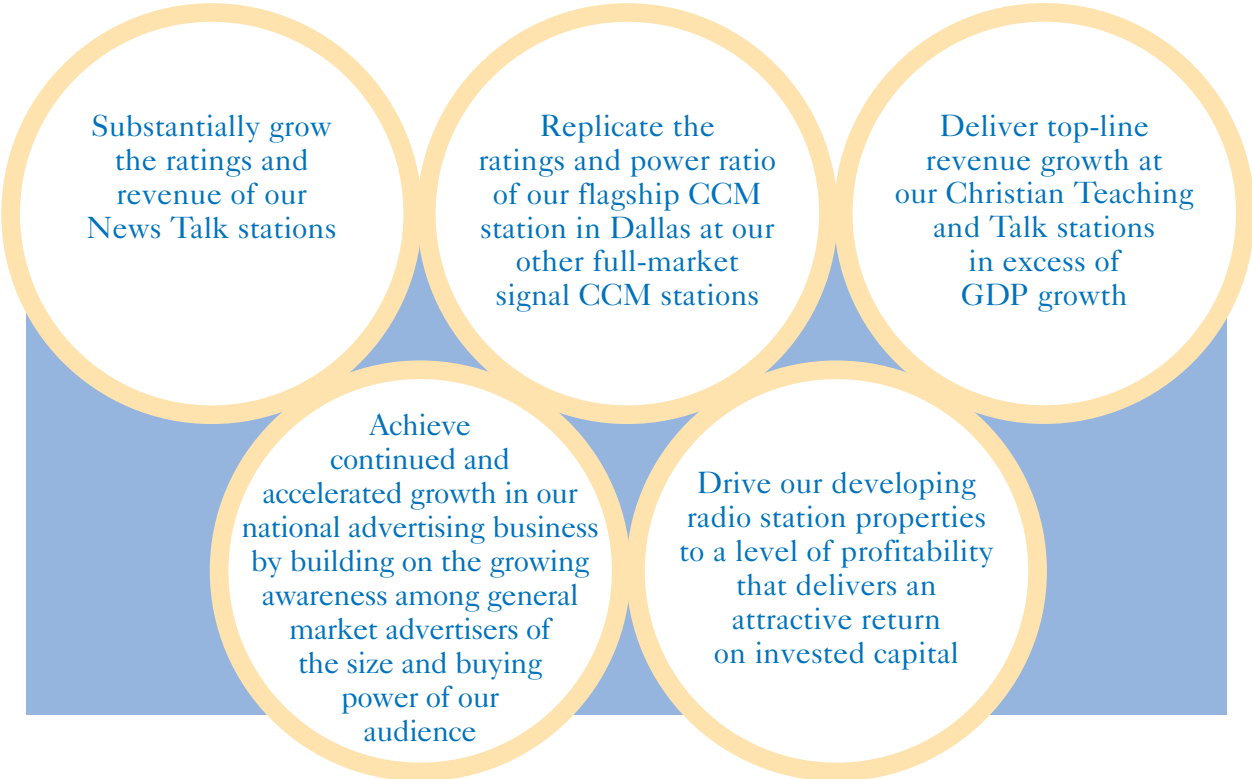 Substantially grow
the ratings and
revenue of our
News Talk stations
Replicate the
ratings and power ratio
of our flagship CCM
station in Dallas at our
other full-market
signal CCM stations
Deliver top-line
revenue growth at
our Christian Teaching
and Talk stations
in excess of
GDP growth
Achieve
continued and
accelerated growth in our
national advertising business
by building on the growing
awareness among general
market advertisers of
the size and buying
power of our
audience
Drive our developing
radio station properties
to a level of profitability
that delivers an
attractive return
on invested capital